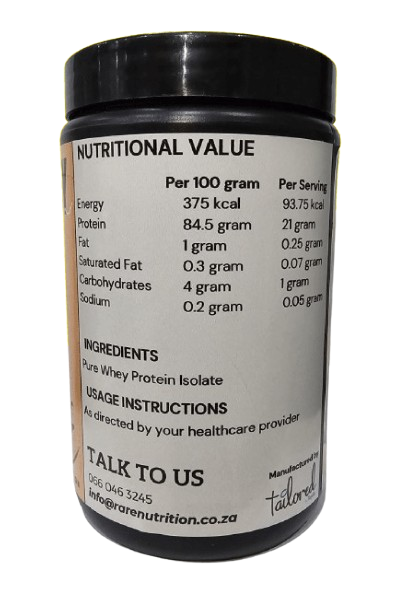 NUTRITIONAL VALUE
Per 100 gram Per Serving
Energy 375 kcal 93.75 kcal
Protein 84.5 gram 21 gram
Fat 1 gram 0.25 gram
Saturated Fat 0.3 gram 0.07 gram
Carbohydrates 4 gram 1 gram
Sodium 0.2 gram 0.05 gram
INGREDIENTS
Pure Whey Protein Isolate
USAGE INSTRUCTIONS
As directed by your healthcare provider
TALK TO US
066 046 3245
info@rarenutrition.co.za
Manufactured by
tailored